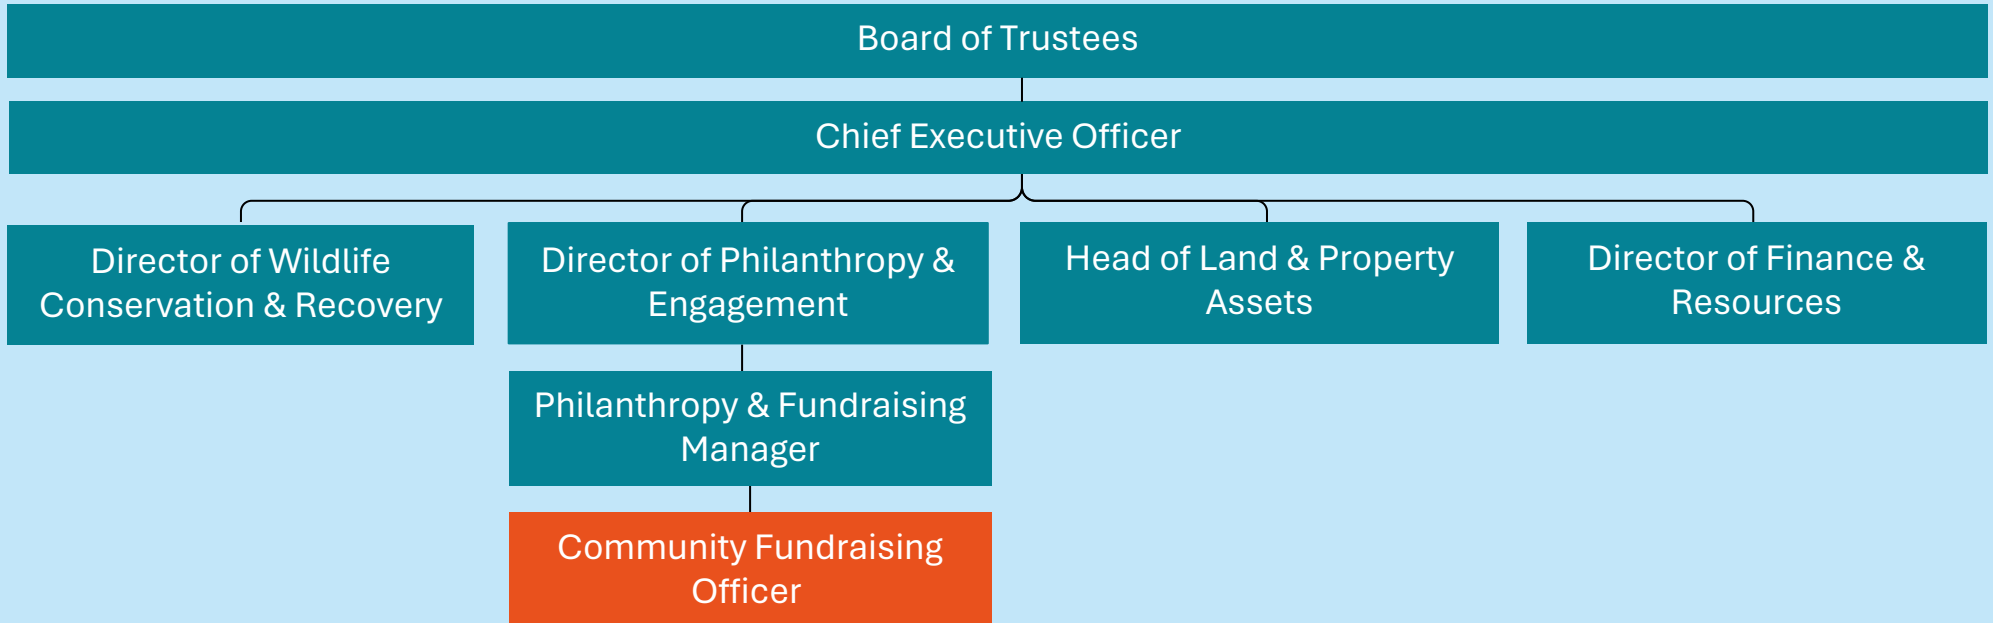 Board of Trustees
Chief Executive Officer
Director of Wildlife
Conservation & Recovery
Director of Philanthropy &
Engagement
Head of Land & Property
Assets
Director of Finance &
Resources
Philanthropy & Fundraising
Manager
Community Fundraising
Officer